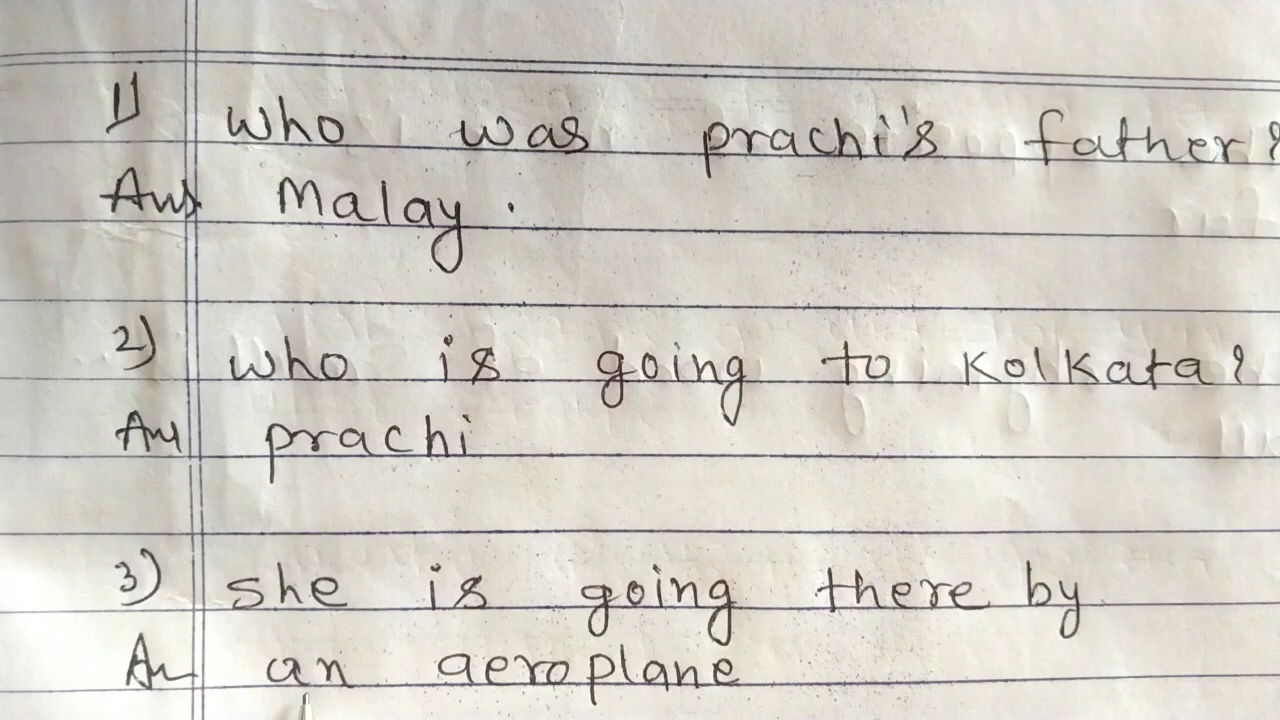 1) who was prachi's father?
Ans Malay.
2) who is going to Kolkata?
Ans prachi
3) she is going there by
An an aeroplane